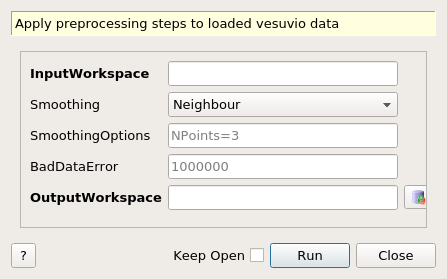 Apply preprocessing steps to loaded vesuvio data
InputWorkspace
Smoothing Neighbour
SmoothingOptions NPoints=3
BadDataError 1000000
OutputWorkspace
? Keep Open Run Close